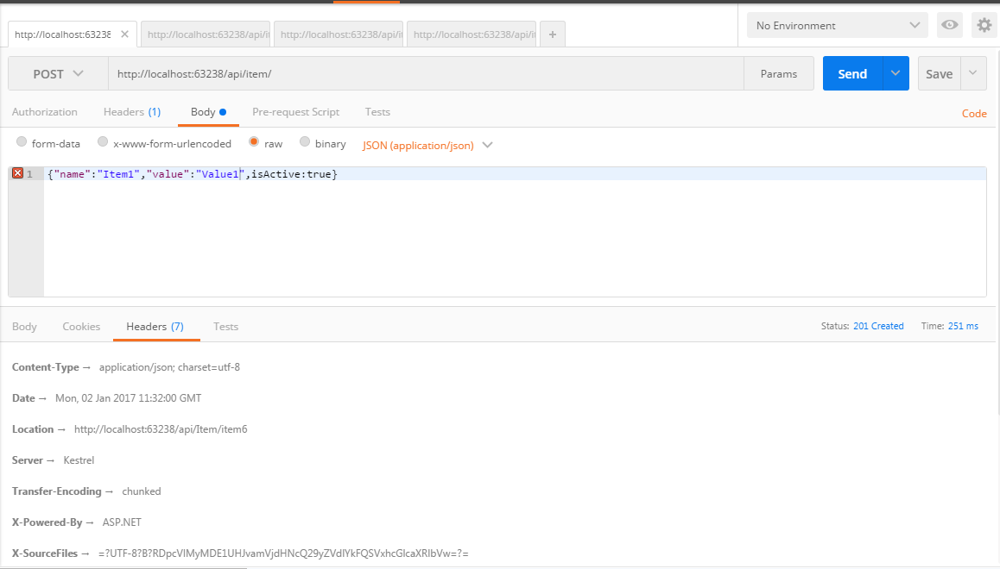 http://localhost:63238
http://localhost:63238/api/i
http://localhost:63238/api/i
http://localhost:63238/api/i
+
No Environment
POST
http://localhost:63238/api/item/
Params
Send
Save
Authorization
Headers (1)
Body
Pre-request Script
Tests
Code
form-data
x-www-form-urlencoded
raw
binary
JSON (application/json)
1
{"name":"Item1","value":"Value1",isActive:true}
Body
Cookies
Headers (7)
Tests
Status: 201 Created
Time: 251 ms
Content-Type → application/json; charset=utf-8
Date → Mon, 02 Jan 2017 11:32:00 GMT
Location → http://localhost:63238/api/Item/item6
Server → Kestrel
Transfer-Encoding → chunked
X-Powered-By → ASP.NET